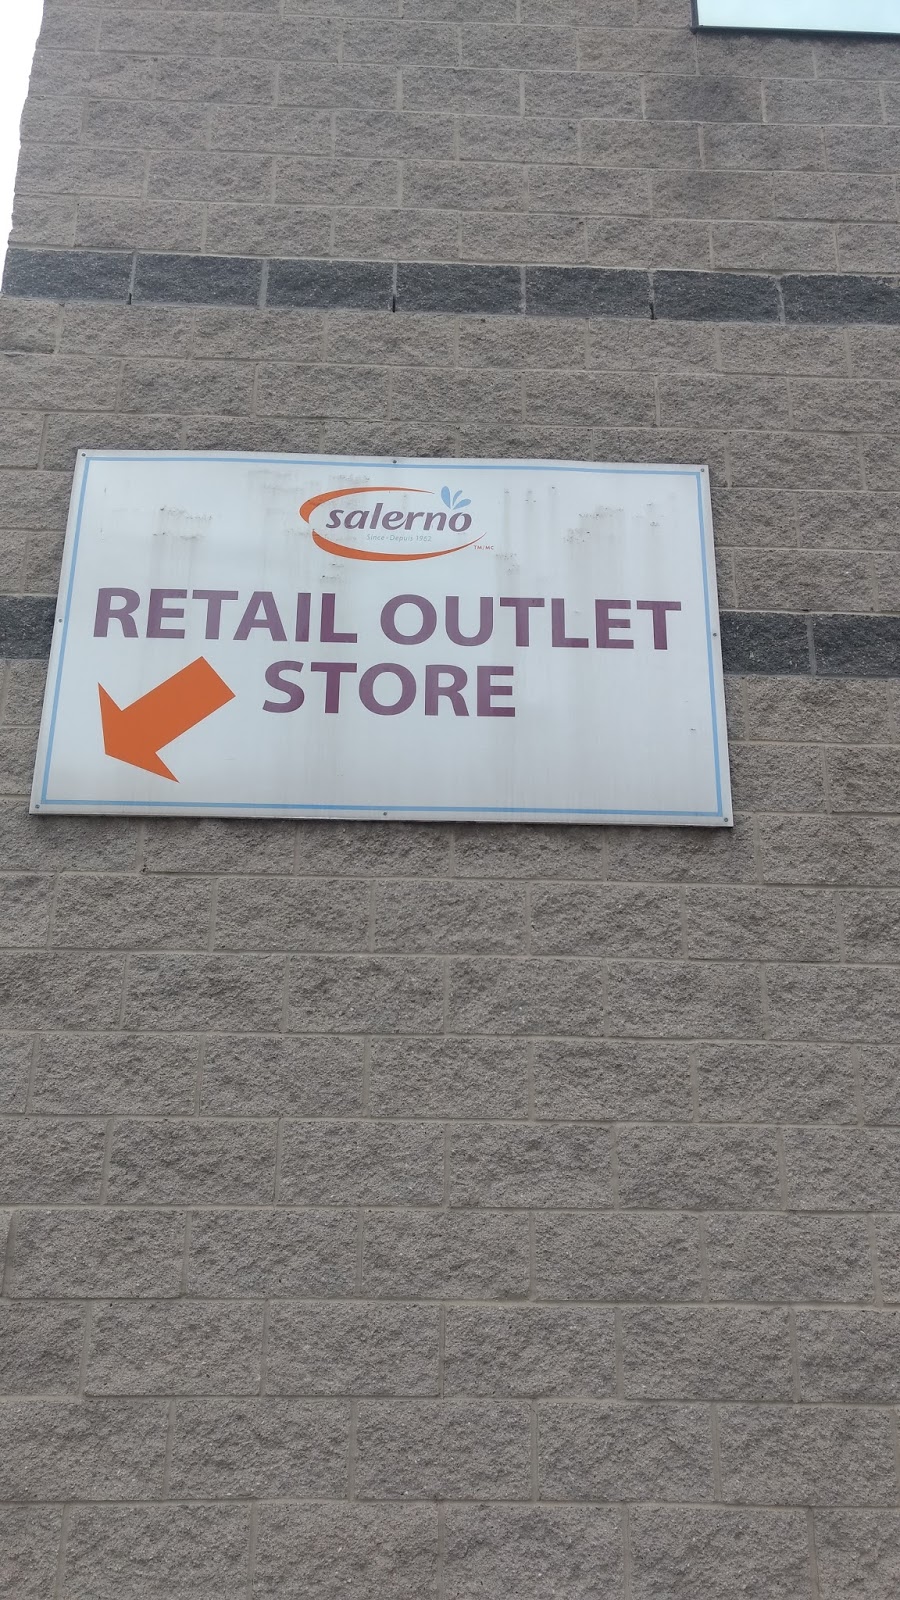 salerno
Since • Depuis 1962
TM/MC
RETAIL OUTLET
STORE